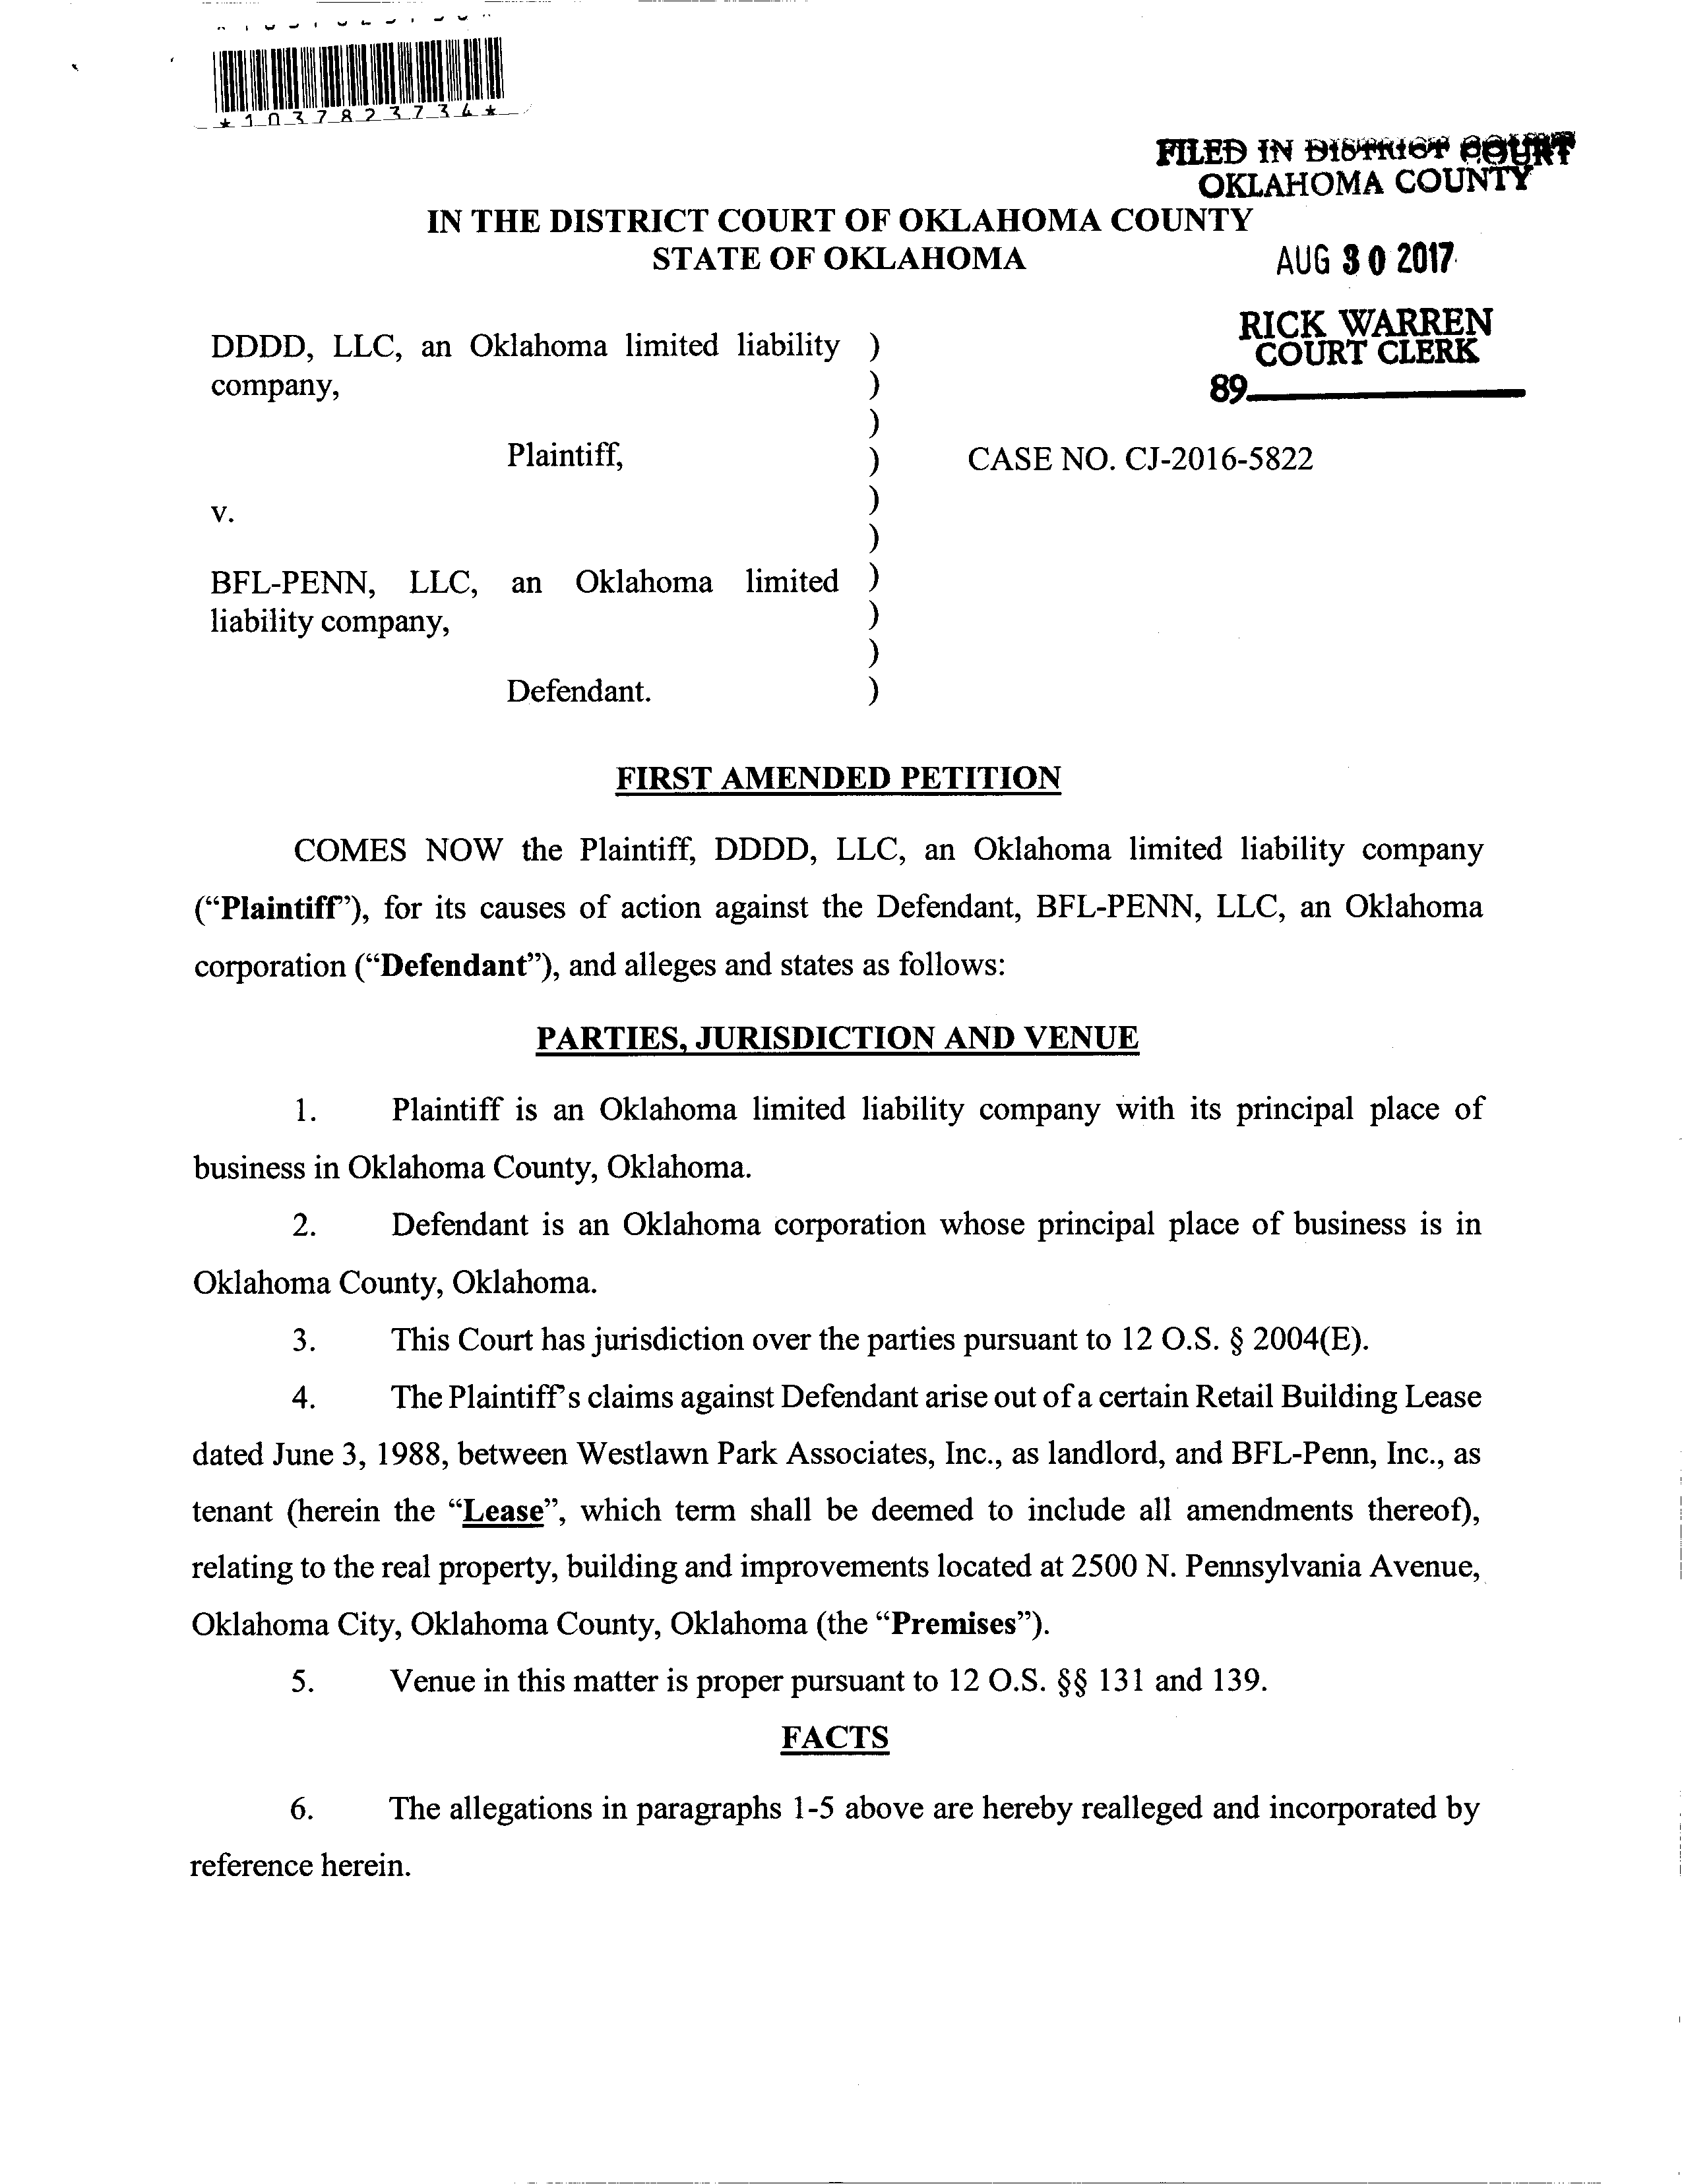 *1037823734*
FILED IN DISTRICT COURT
OKLAHOMA COUNTY
IN THE DISTRICT COURT OF OKLAHOMA COUNTY
STATE OF OKLAHOMA
AUG 30 2017
RICK WARREN
COURT CLERK
89
DDDD, LLC, an Oklahoma limited liability )
company, )
)
Plaintiff, ) CASE NO. CJ-2016-5822
)
v.
)
BFL-PENN, LLC, an Oklahoma limited )
liability company, )
)
Defendant. )
FIRST AMENDED PETITION
COMES NOW the Plaintiff, DDDD, LLC, an Oklahoma limited liability company
(“Plaintiff”), for its causes of action against the Defendant, BFL-PENN, LLC, an Oklahoma
corporation (“Defendant”), and alleges and states as follows:
PARTIES, JURISDICTION AND VENUE
1. Plaintiff is an Oklahoma limited liability company with its principal place of
business in Oklahoma County, Oklahoma.
2. Defendant is an Oklahoma corporation whose principal place of business is in
Oklahoma County, Oklahoma.
3. This Court has jurisdiction over the parties pursuant to 12 O.S. § 2004(E).
4. The Plaintiff's claims against Defendant arise out of a certain Retail Building Lease
dated June 3, 1988, between Westlawn Park Associates, Inc., as landlord, and BFL-Penn, Inc., as
tenant (herein the “Lease”, which term shall be deemed to include all amendments thereof),
relating to the real property, building and improvements located at 2500 N. Pennsylvania Avenue,
Oklahoma City, Oklahoma County, Oklahoma (the “Premises”).
5. Venue in this matter is proper pursuant to 12 O.S. §§ 131 and 139.
FACTS
6. The allegations in paragraphs 1-5 above are hereby realleged and incorporated by
reference herein.